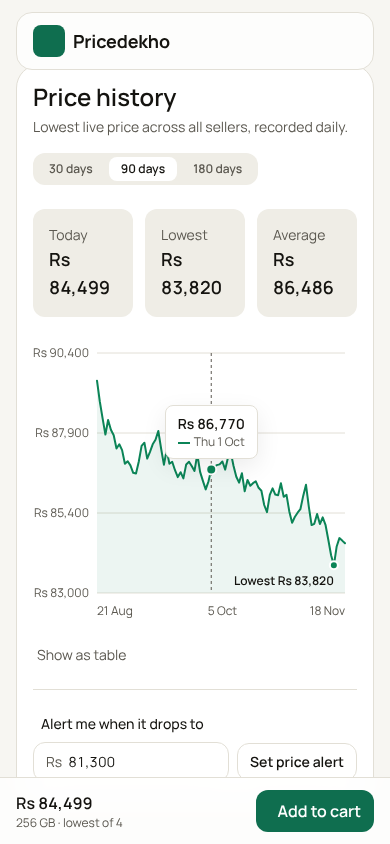 Pricedekho
Price history
Lowest live price across all sellers, recorded daily.
30 days 90 days 180 days
Today
Rs
84,499
Lowest
Rs
83,820
Average
Rs
86,486
Rs 90,400
Rs 87,900
Rs 85,400
Rs 83,000
Rs 86,770
Thu 1 Oct
Lowest Rs 83,820
21 Aug 5 Oct 18 Nov
Show as table
Alert me when it drops to
Rs 81,300 Set price alert
Rs 84,499
256 GB · lowest of 4
Add to cart